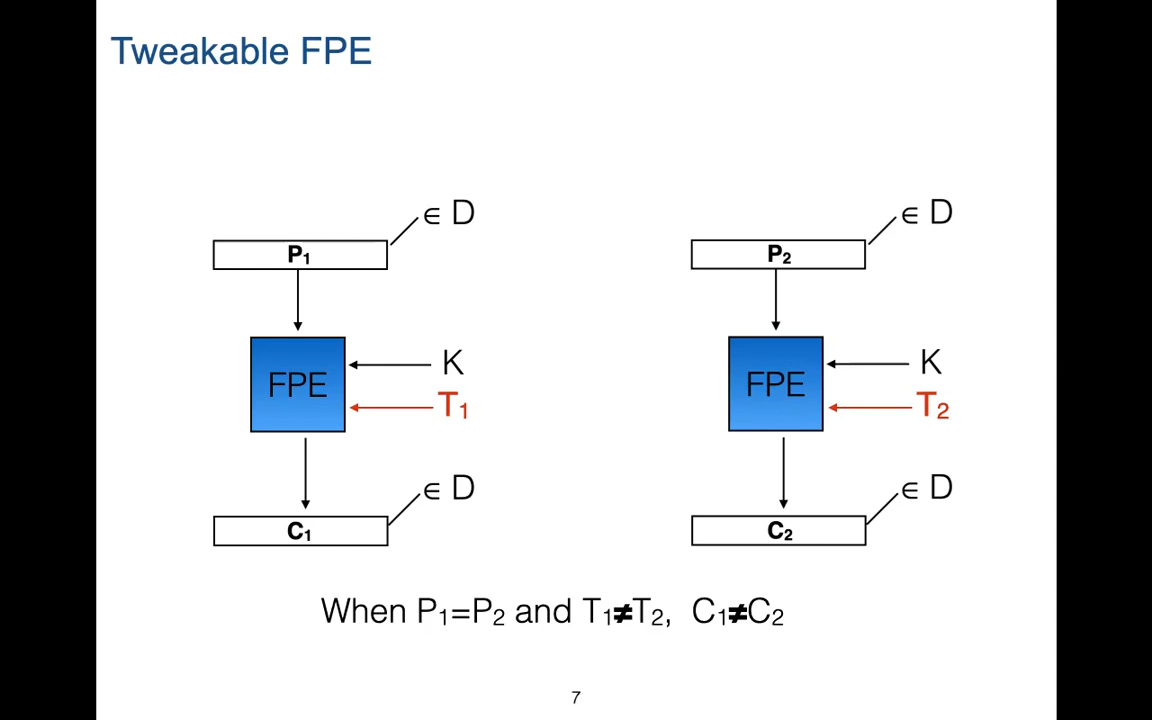 Tweakable FPE
∈ D
∈ D
P₁
P₂
K
K
FPE
FPE
T₁
T₂
∈ D
∈ D
C₁
C₂
When P₁=P₂ and T₁≠T₂, C₁≠C₂
7